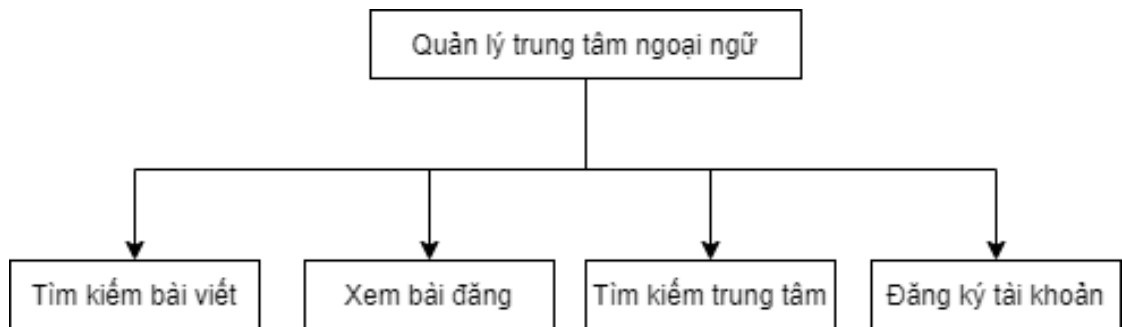 Quản lý trung tâm ngoại ngữ
Tìm kiếm bài viết
Xem bài đăng
Tìm kiếm trung tâm
Đăng ký tài khoản